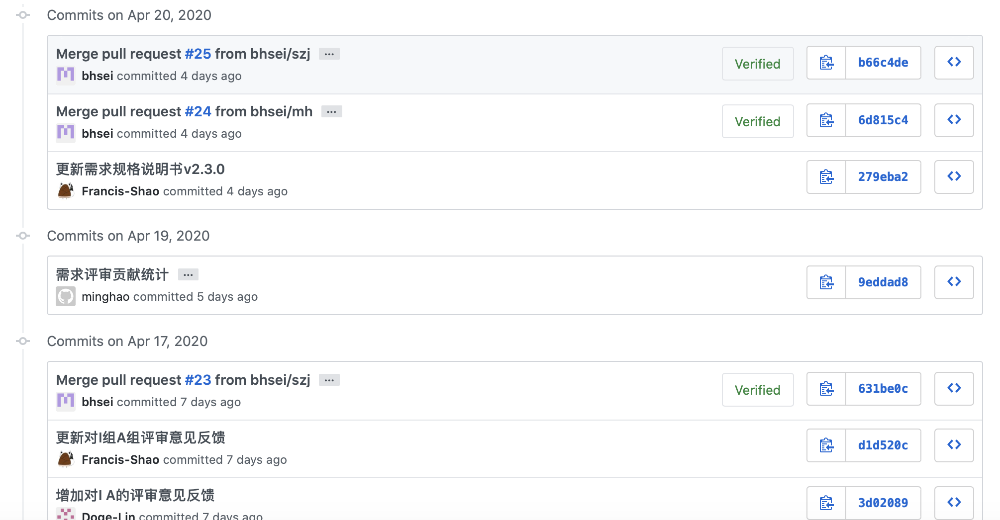 Commits on Apr 20, 2020
Merge pull request #25 from bhsei/szj ...
Verified
b66c4de
bhsei committed 4 days ago
Merge pull request #24 from bhsei/mh ...
Verified
6d815c4
bhsei committed 4 days ago
更新需求规格说明书v2.3.0
279eba2
Francis-Shao committed 4 days ago
Commits on Apr 19, 2020
需求评审贡献统计 ...
9eddad8
minghao committed 5 days ago
Commits on Apr 17, 2020
Merge pull request #23 from bhsei/szj ...
Verified
631be0c
bhsei committed 7 days ago
更新对I组A组评审意见反馈
d1d520c
Francis-Shao committed 7 days ago
增加对I A的评审意见反馈
3d02089
Doge-Lin committed 7 days ago